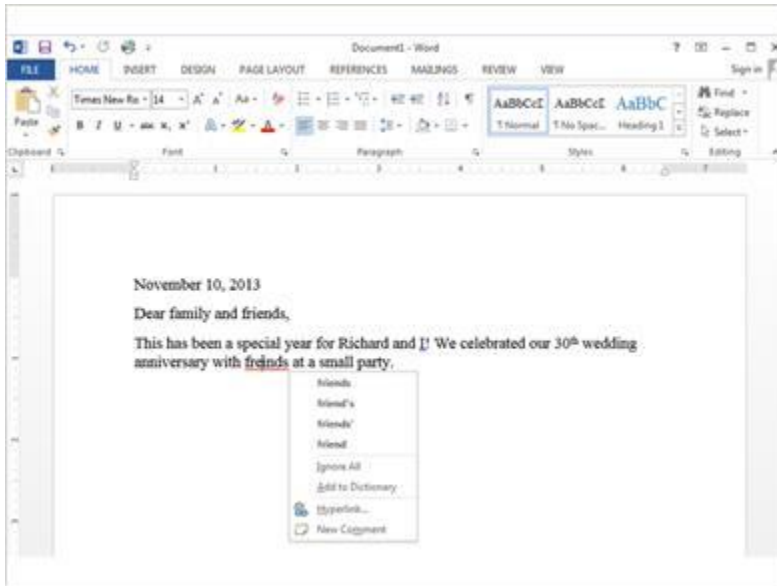 Document1 - Word
FILE HOME INSERT DESIGN PAGE LAYOUT REFERENCES MAILINGS REVIEW VIEW Sign in
Paste Times New Ro 14 Aa AaBbCcI AaBbCcI AaBbC Find
Replace
Select
¶ Normal ¶ No Spac... Heading 1
Clipboard Font Paragraph Styles Editing
November 10, 2013
Dear family and friends,
This has been a special year for Richard and I! We celebrated our 30th wedding
anniversary with freinds at a small party.
friends
friend's
friends'
friend
Ignore All
Add to Dictionary
Hyperlink...
New Comment